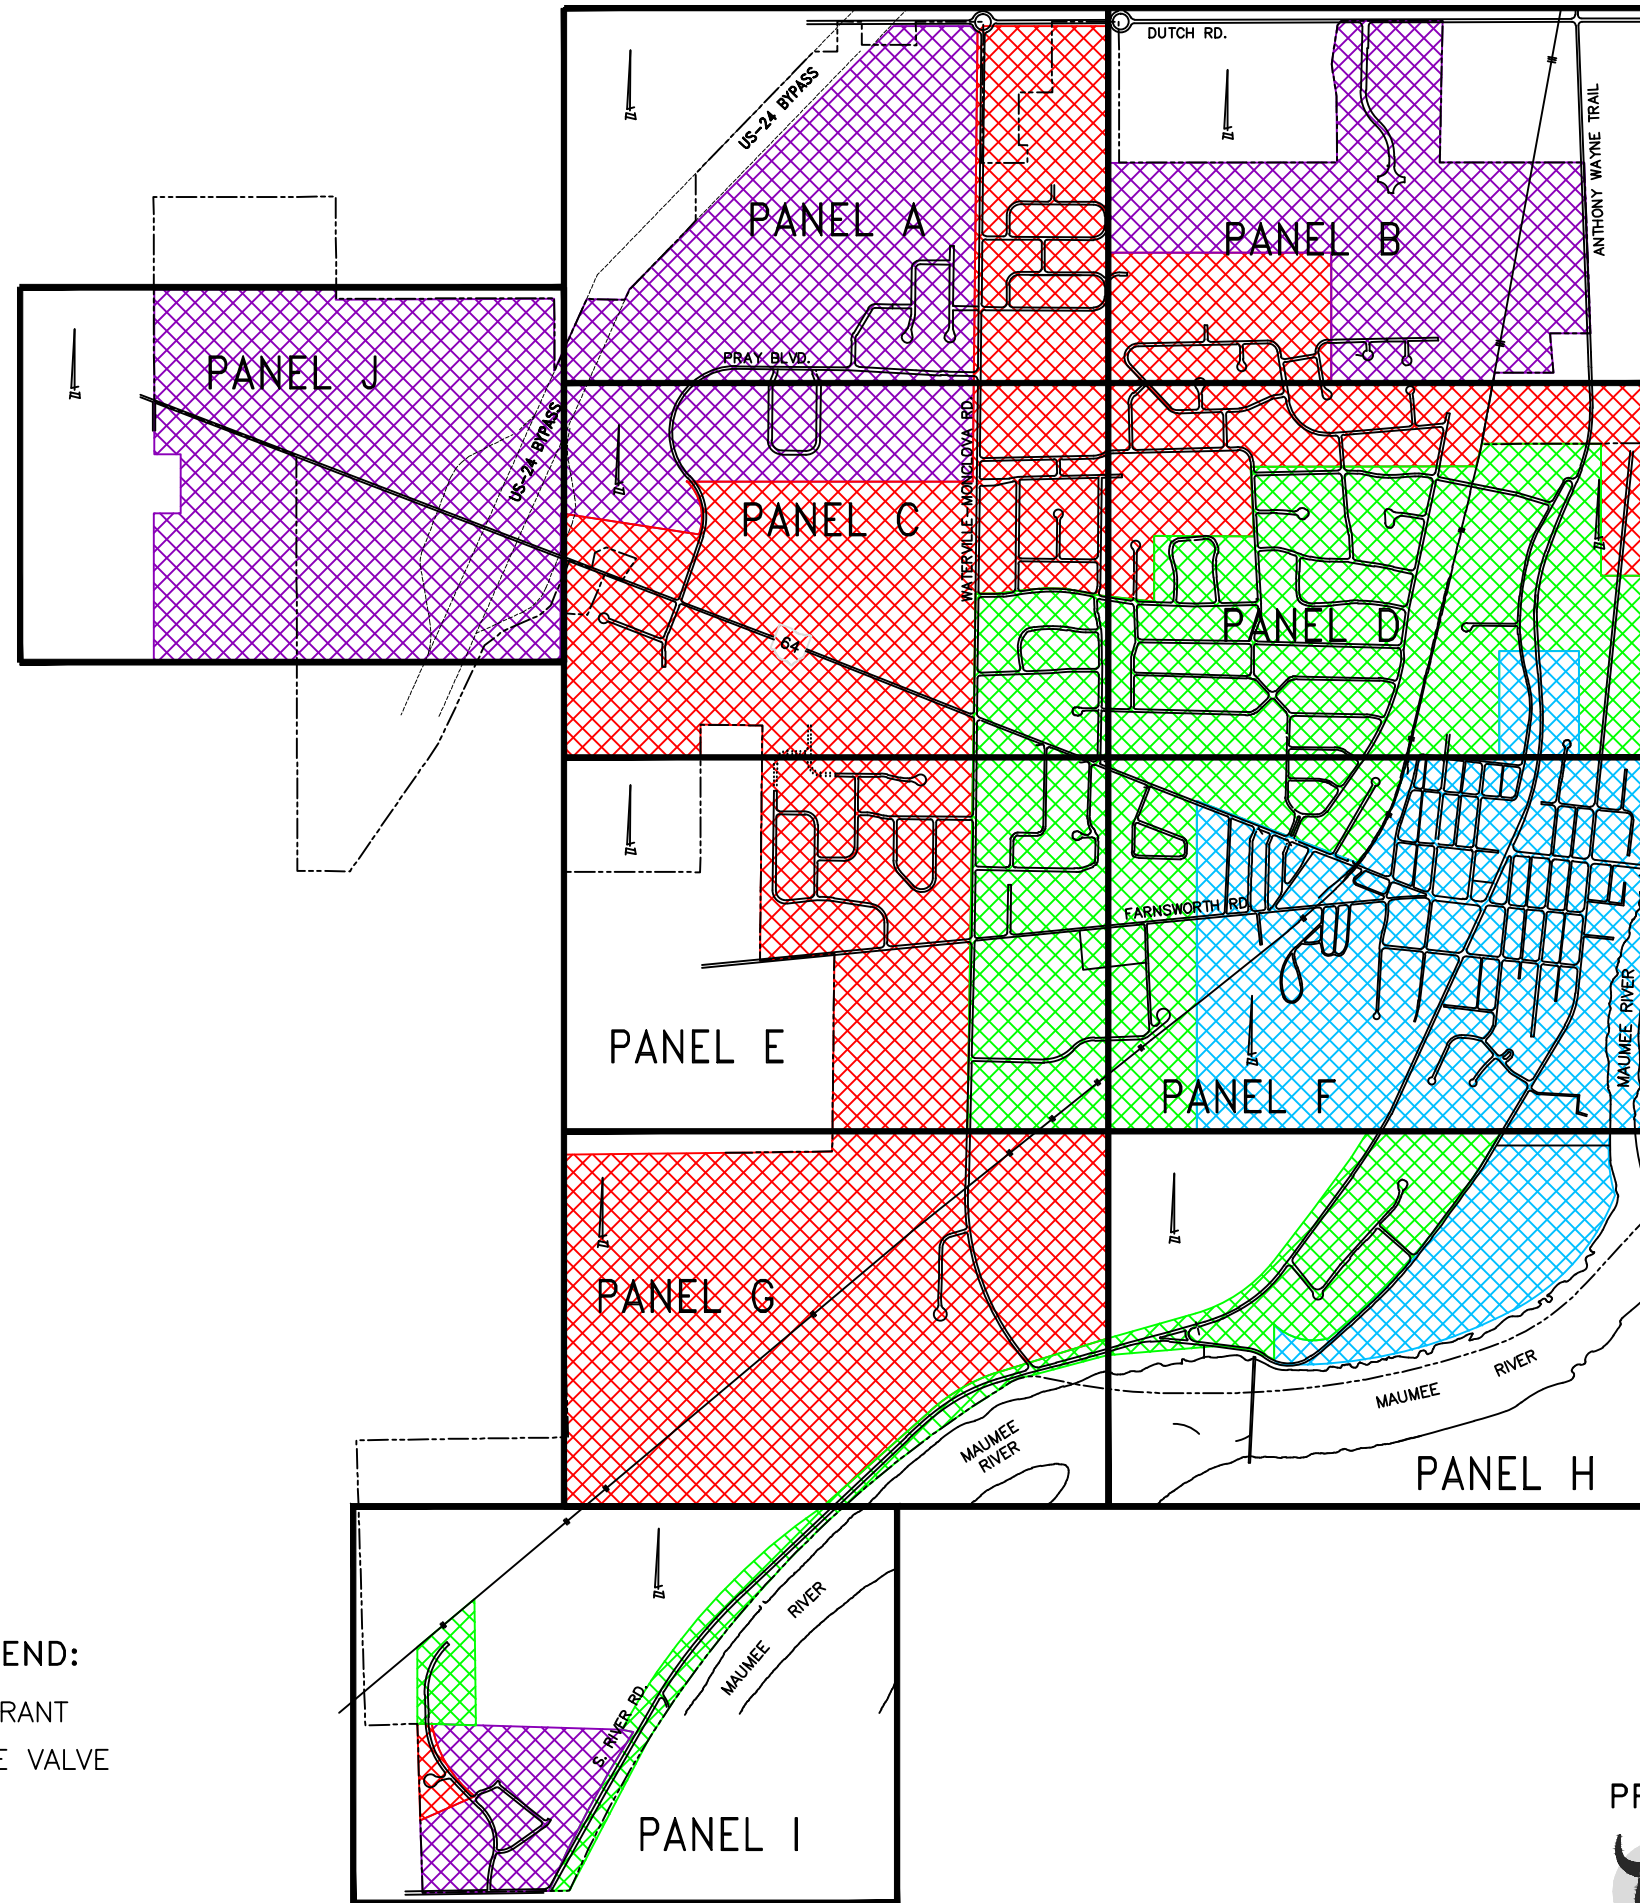 DUTCH RD.
US-24 BYPASS
ANTHONY WAYNE TRAIL
PANEL A
PANEL B
PRAY BLVD.
PANEL J
US-24 BYPASS
WATERVILLE-MONCLOVA RD.
PANEL C
PANEL D
64
FARNSWORTH RD.
MAUMEE RIVER
PANEL E
PANEL F
PANEL G
RIVER
MAUMEE
MAUMEE
RIVER
PANEL H
RIVER
MAUMEE
S. RIVER RD.
END:
RANT
E VALVE
PANEL I